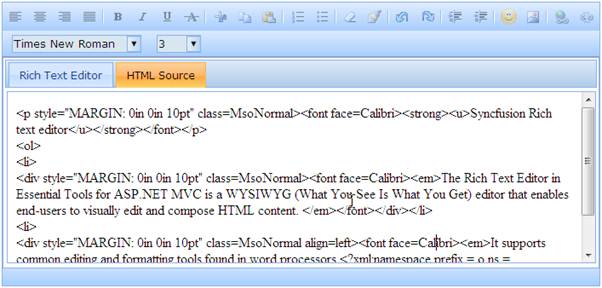 B I U A
Times New Roman 3
Rich Text Editor HTML Source
<p style="MARGIN: 0in 0in 10pt" class=MsoNormal><font face=Calibri><strong><u>Syncfusion Rich
text editor</u></strong></font></p>
<ol>
<li>
<div style="MARGIN: 0in 0in 10pt" class=MsoNormal><font face=Calibri><em>The Rich Text Editor in
Essential Tools for ASP.NET MVC is a WYSIWYG (What You See Is What You Get) editor that enables
end-users to visually edit and compose HTML content. </em></font></div></li>
<li>
<div style="MARGIN: 0in 0in 10pt" class=MsoNormal align=left><font face=Calibri><em>It supports
common editing and formatting tools found in word processors <?xml:namespace prefix = o ns =